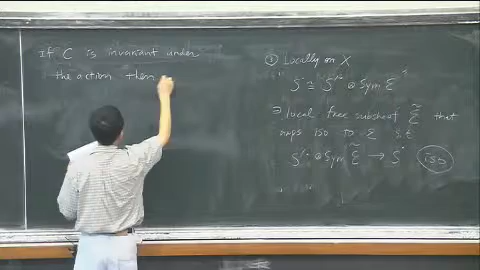 If C is invariant under
the action then
① Locally on X
" S· ≅ S'· ⊗ Sym E "
∃ local free subsheaf Ẽ that
maps iso to E s.t.
S'· ⊗ Sym Ẽ → S· (iso)